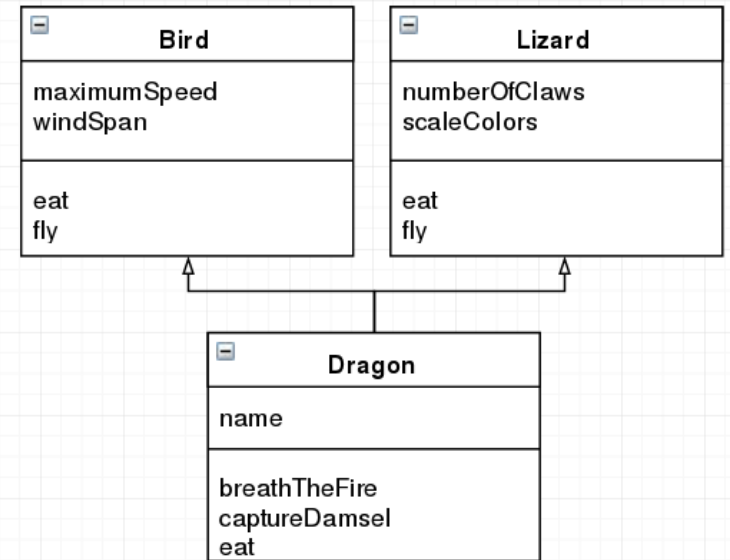 Bird
maximumSpeed
windSpan
eat
fly
Lizard
numberOfClaws
scaleColors
eat
fly
Dragon
name
breathTheFire
captureDamsel
eat